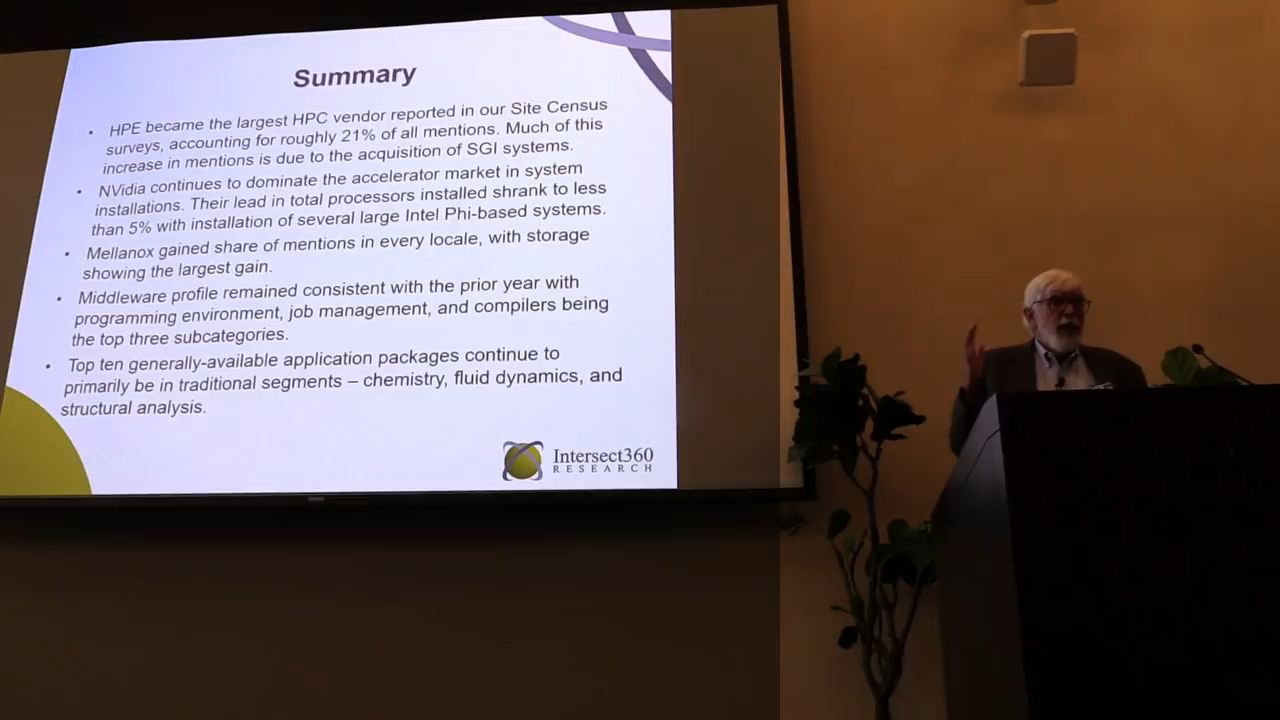 Summary
• HPE became the largest HPC vendor reported in our Site Census
surveys, accounting for roughly 21% of all mentions. Much of this
increase in mentions is due to the acquisition of SGI systems.
• NVidia continues to dominate the accelerator market in system
installations. Their lead in total processors installed shrank to less
than 5% with installation of several large Intel Phi-based systems.
• Mellanox gained share of mentions in every locale, with storage
showing the largest gain.
• Middleware profile remained consistent with the prior year with
programming environment, job management, and compilers being
the top three subcategories.
• Top ten generally-available application packages continue to
primarily be in traditional segments – chemistry, fluid dynamics, and
structural analysis.
Intersect360
RESEARCH